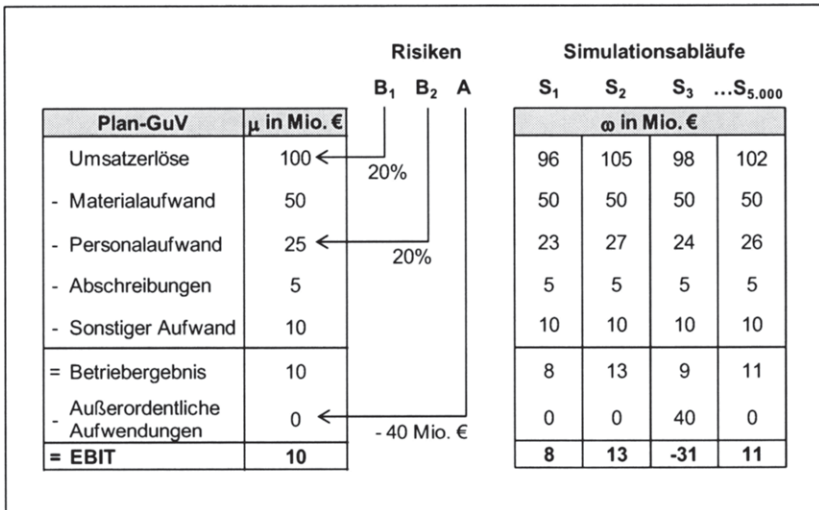 Risiken Simulationsabläufe
B₁ B₂ A S₁ S₂ S₃ ...S₅.₀₀₀
Plan-GuV μ in Mio. € ω in Mio. €
Umsatzerlöse 100 96 105 98 102
20%
- Materialaufwand 50 50 50 50 50
- Personalaufwand 25 23 27 24 26
20%
- Abschreibungen 5 5 5 5 5
- Sonstiger Aufwand 10 10 10 10 10
= Betriebergebnis 10 8 13 9 11
- Außerordentliche
Aufwendungen 0 0 0 40 0
- 40 Mio. €
= EBIT 10 8 13 -31 11